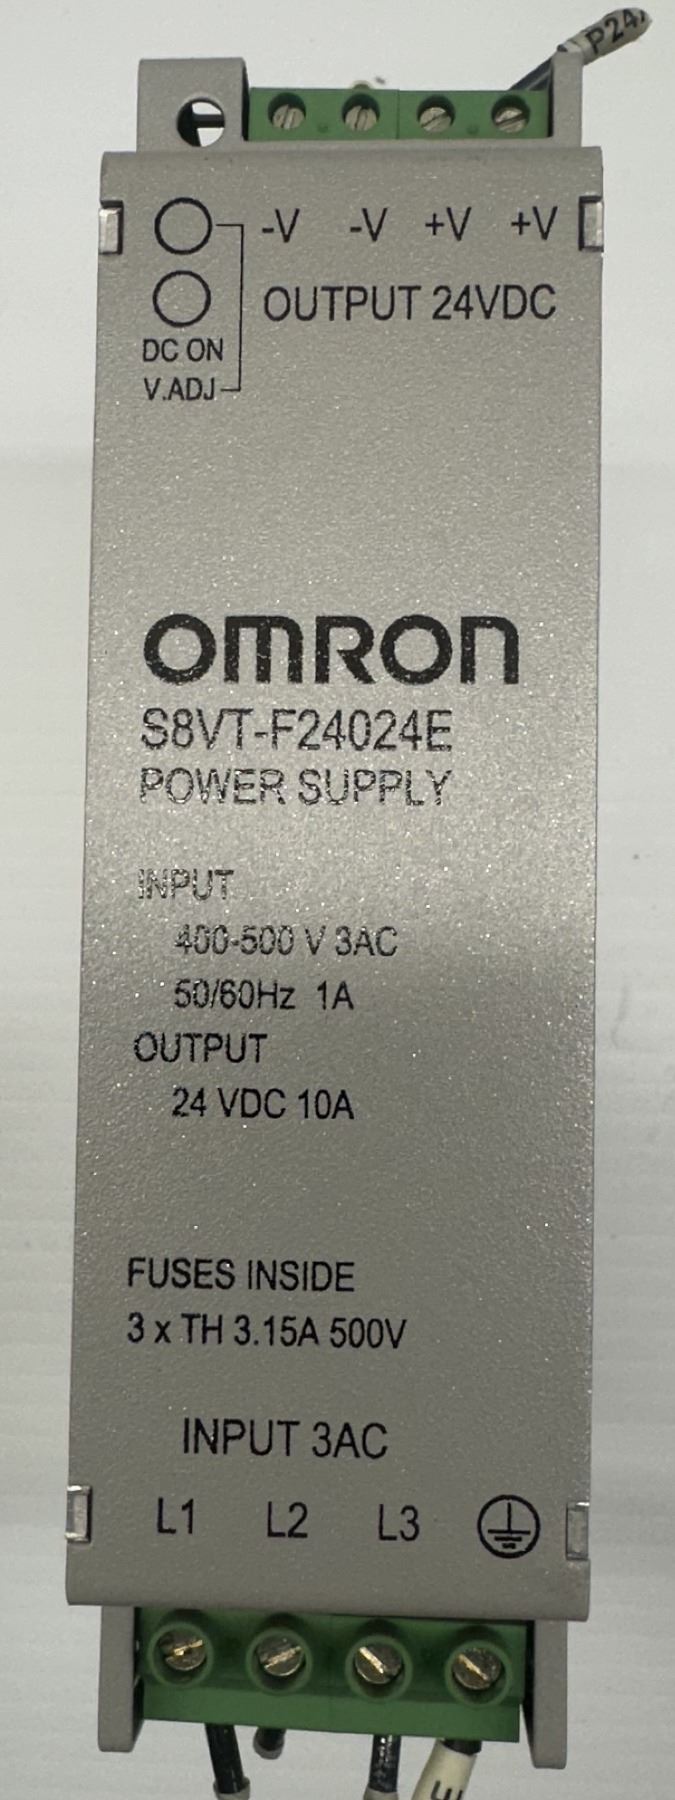 P24
-V -V +V +V
OUTPUT 24VDC
DC ON
V.ADJ
OMRON
S8VT-F24024E
POWER SUPPLY
INPUT
400-500 V 3AC
50/60Hz 1A
OUTPUT
24 VDC 10A
FUSES INSIDE
3 x TH 3.15A 500V
INPUT 3AC
L1 L2 L3
E